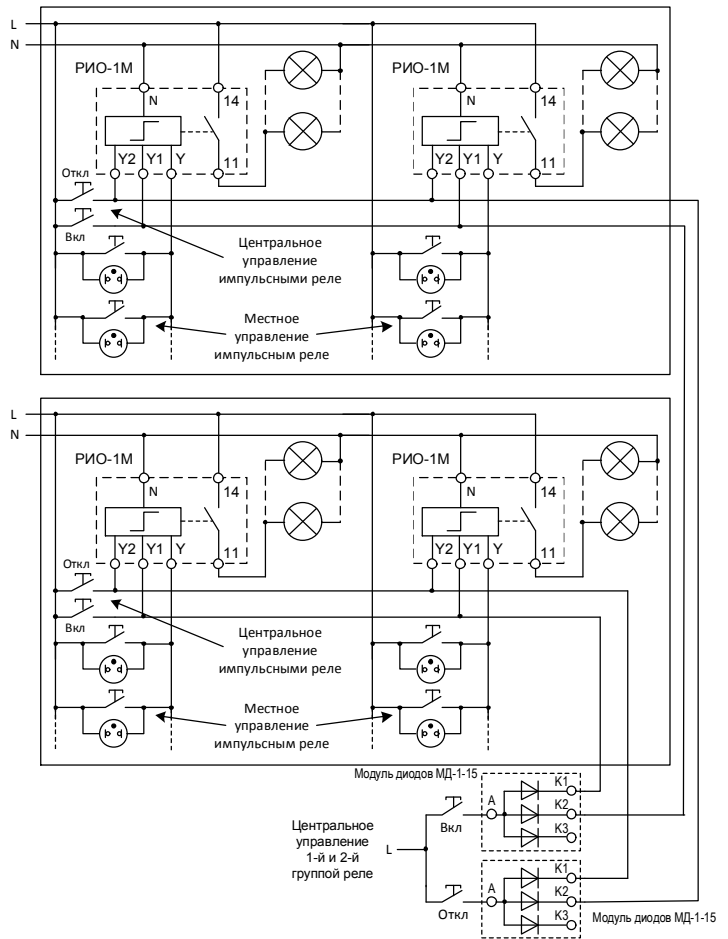 L
N
РИО-1М
РИО-1М
N
14
N
14
Y2 Y1 Y
11
Y2 Y1 Y
11
Откл
Вкл
Центральное
управление
импульсными реле
Местное
управление
импульсным реле
L
N
РИО-1М
РИО-1М
N
14
N
14
Y2 Y1 Y
11
Y2 Y1 Y
11
Откл
Вкл
Центральное
управление
импульсными реле
Местное
управление
импульсным реле
Модуль диодов МД-1-15
Центральное
управление
1-й и 2-й
группой реле
L
Вкл
A
K1
K2
K3
Откл
A
K1
K2
K3
Модуль диодов МД-1-15